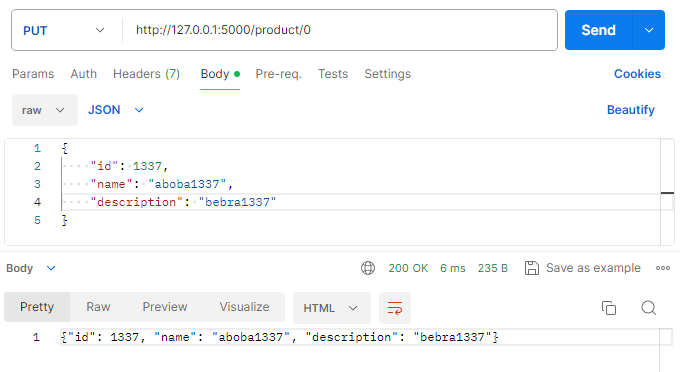 PUT http://127.0.0.1:5000/product/0 Send
Params Auth Headers (7) Body Pre-req. Tests Settings Cookies
raw JSON Beautify
1 {
2 "id": 1337,
3 "name": "aboba1337",
4 "description": "bebra1337"
5 }
Body 200 OK 6 ms 235 B Save as example
Pretty Raw Preview Visualize HTML
1 {"id": 1337, "name": "aboba1337", "description": "bebra1337"}